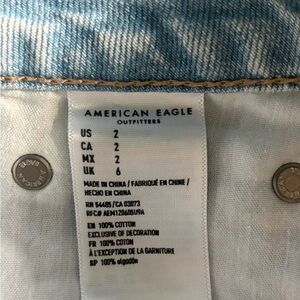 AMERICAN EAGLE
OUTFITTERS
US 2
CA 2
MX 2
UK 6
MADE IN CHINA / FABRIQUÉ EN CHINE /
HECHO EN CHINA
RN 54485/CA 03873
RFC# AEM120605U9A
EN 100% COTTON
EXCLUSIVE OF DECORATION
FR 100% COTON
À L'EXCEPTION DE LA GARNITURE
SP 100% algodón